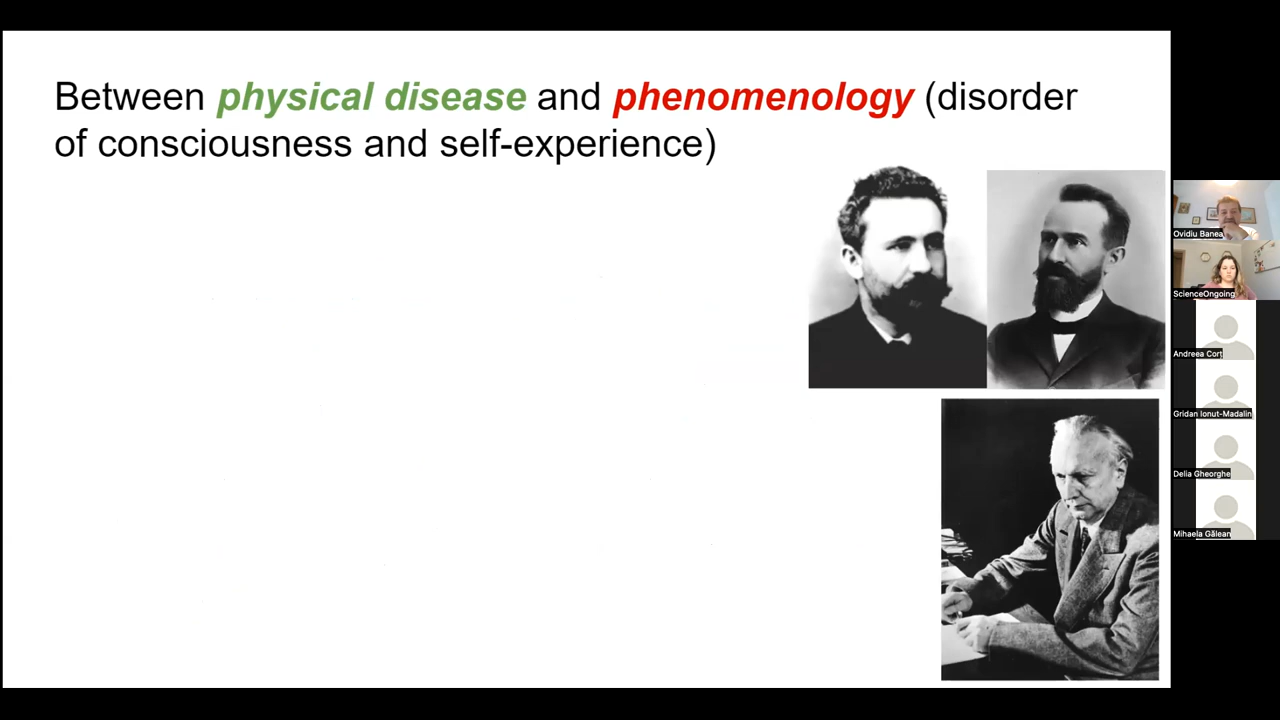 Between physical disease and phenomenology (disorder
of consciousness and self-experience)
Ovidiu Banea
ScienceOngoing
Andreea Corț
Gridan Ionut-Madalin
Delia Gheorghe
Mihaela Gălean